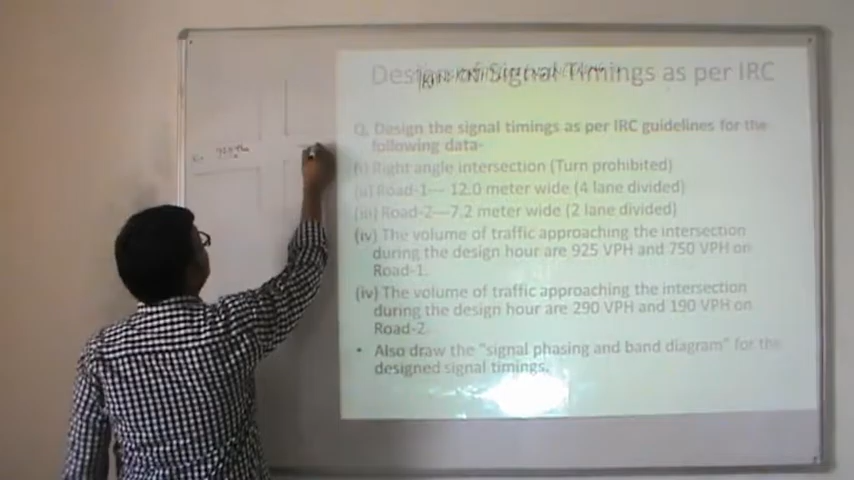 Design of Signal Timings as per IRC
Q. Design the signal timings as per IRC guidelines for the
following data-
(i) Right angle intersection (Turn prohibited)
(ii) Road-1--- 12.0 meter wide (4 lane divided)
(iii) Road-2---7.2 meter wide (2 lane divided)
(iv) The volume of traffic approaching the intersection
during the design hour are 925 VPH and 750 VPH on
Road-1.
(iv) The volume of traffic approaching the intersection
during the design hour are 290 VPH and 190 VPH on
Road-2.
• Also draw the "signal phasing and band diagram" for the
designed signal timings.